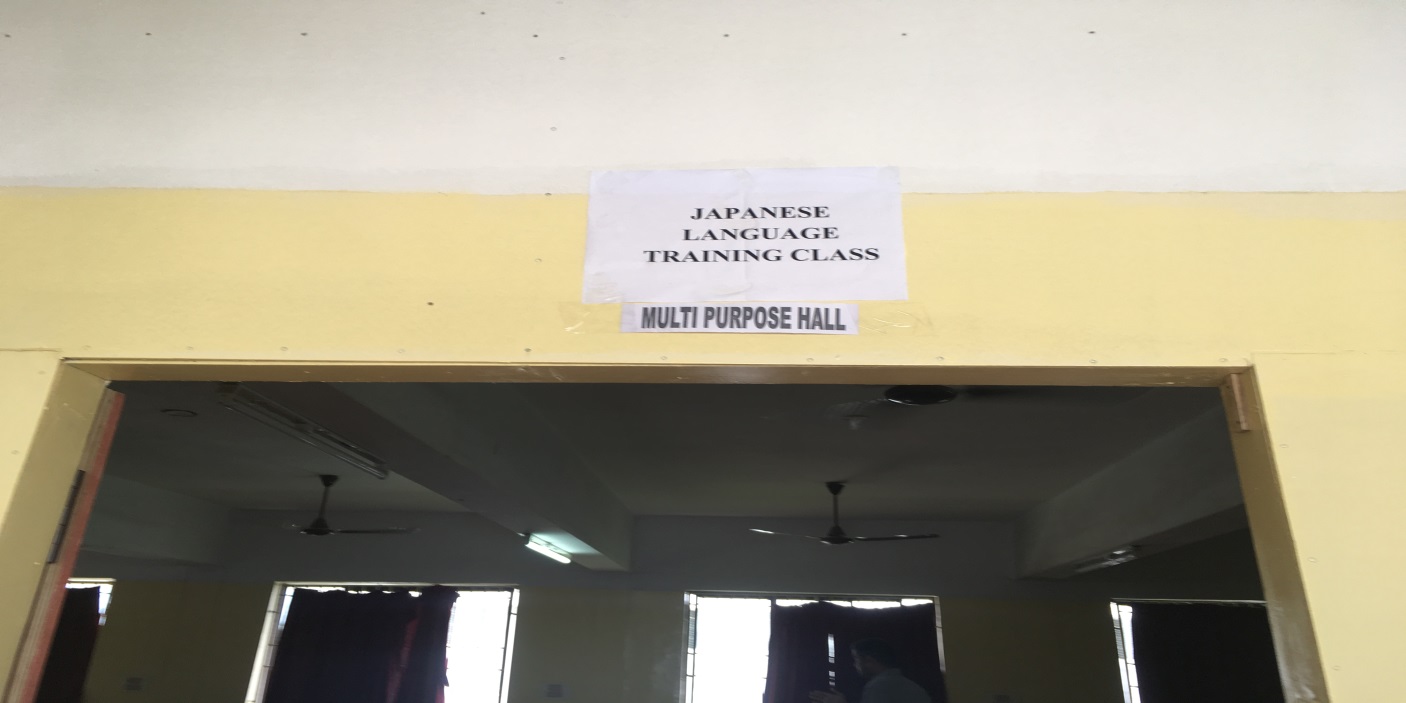 JAPANESE
LANGUAGE
TRAINING CLASS
MULTI PURPOSE HALL